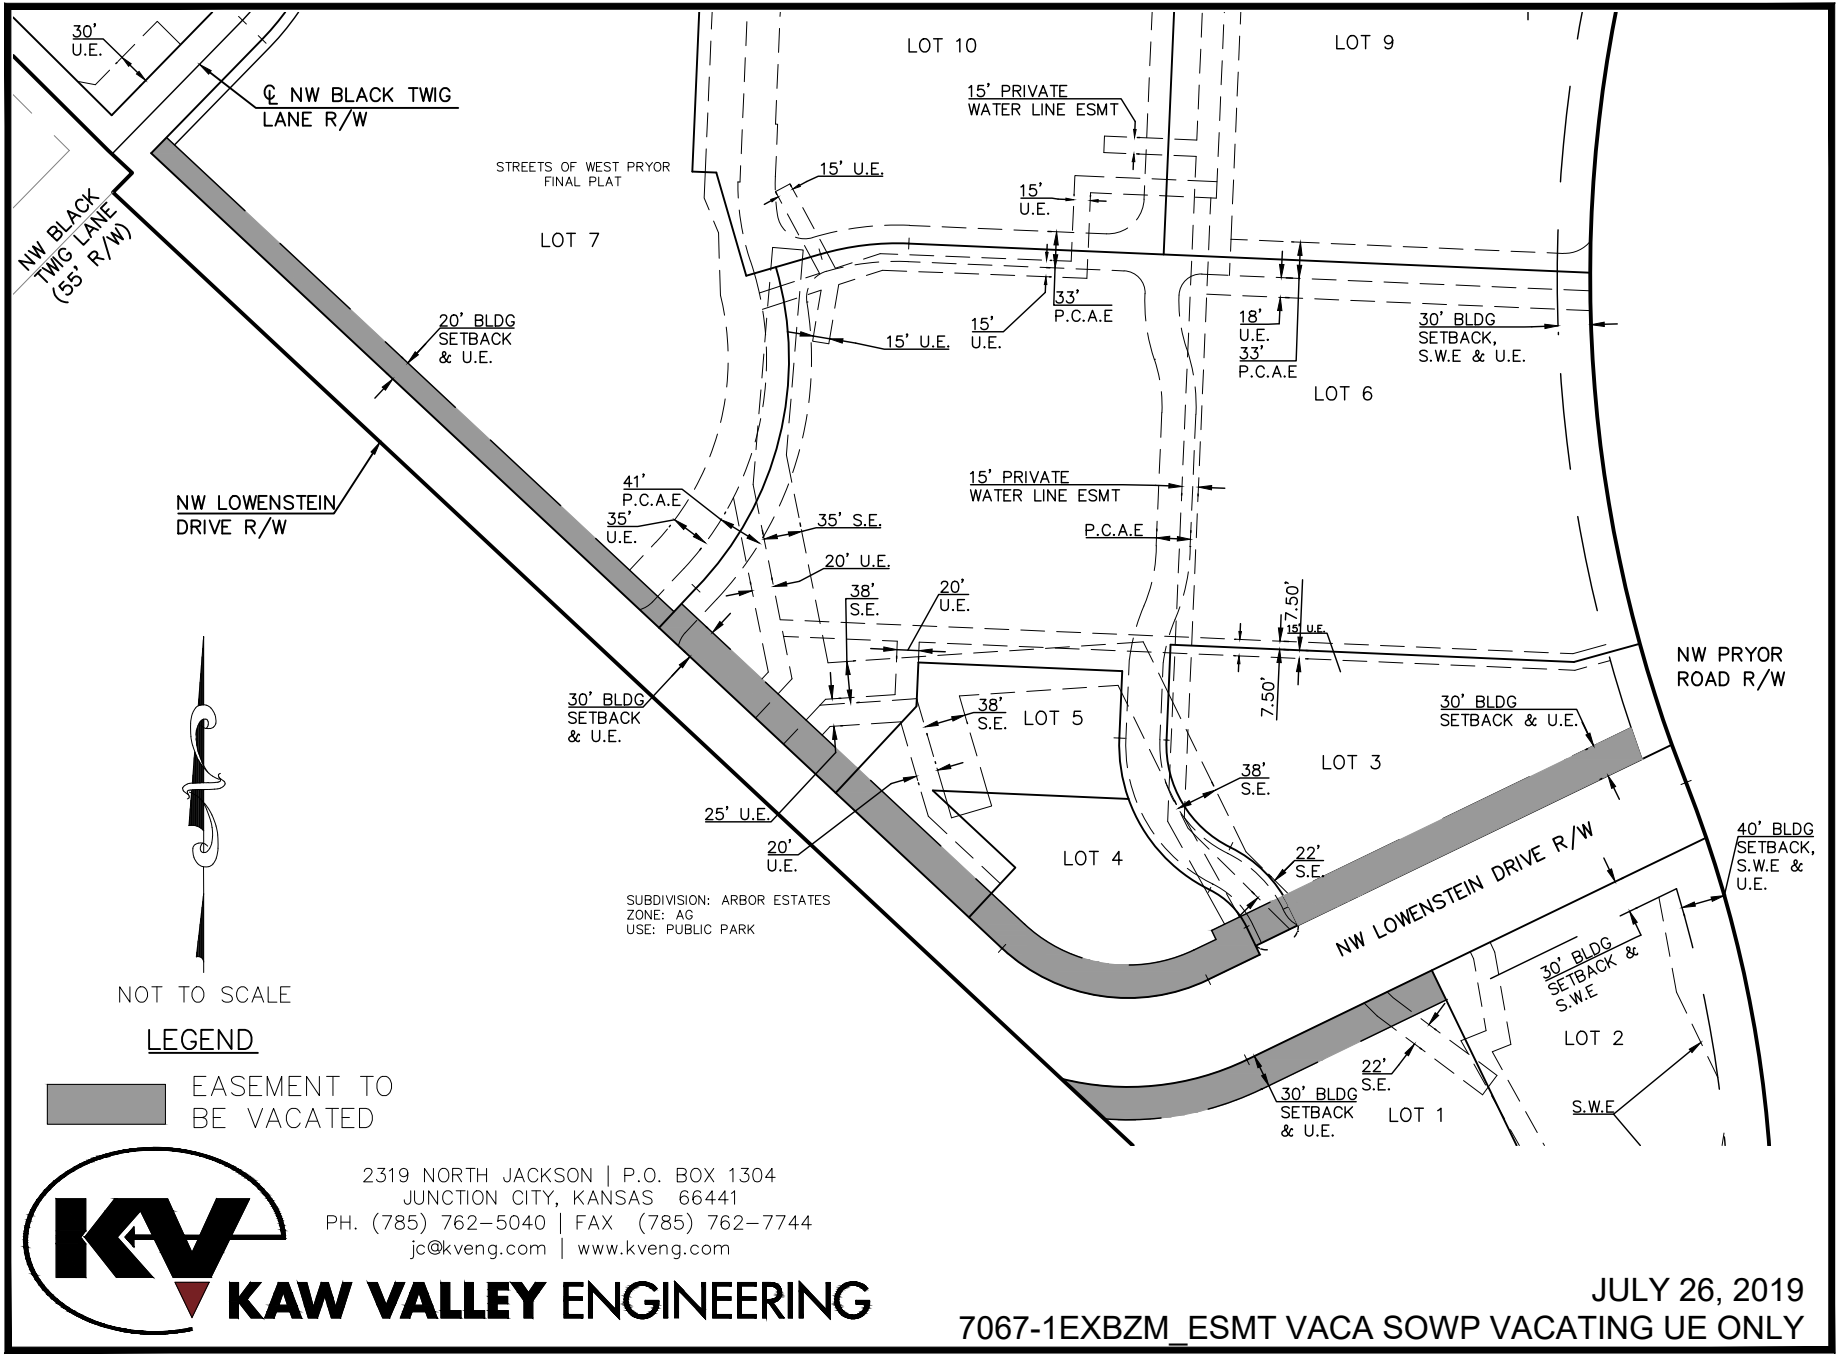 30'
U.E.
℄ NW BLACK TWIG
LANE R/W
NW BLACK
TWIG LANE
(55' R/W)
STREETS OF WEST PRYOR
FINAL PLAT
LOT 7
LOT 10
LOT 9
15' PRIVATE
WATER LINE ESMT
15' U.E.
15'
U.E.
33'
P.C.A.E
15'
U.E.
15' U.E.
18'
U.E.
33'
P.C.A.E
30' BLDG
SETBACK,
S.W.E & U.E.
LOT 6
20' BLDG
SETBACK
& U.E.
NW LOWENSTEIN
DRIVE R/W
41'
P.C.A.E
35'
U.E.
35' S.E.
20' U.E.
38'
S.E.
20'
U.E.
15' PRIVATE
WATER LINE ESMT
P.C.A.E
7.50'
15' U.E.
7.50'
NW PRYOR
ROAD R/W
30' BLDG
SETBACK & U.E.
30' BLDG
SETBACK
& U.E.
38'
S.E.
LOT 5
LOT 3
38'
S.E.
25' U.E.
20'
U.E.
LOT 4
22'
S.E.
NW LOWENSTEIN DRIVE R/W
40' BLDG
SETBACK,
S.W.E &
U.E.
SUBDIVISION: ARBOR ESTATES
ZONE: AG
USE: PUBLIC PARK
30' BLDG
SETBACK &
S.W.E
LOT 2
22'
S.E.
30' BLDG
SETBACK
& U.E.
LOT 1
S.W.E
NOT TO SCALE
LEGEND
EASEMENT TO
BE VACATED
2319 NORTH JACKSON | P.O. BOX 1304
JUNCTION CITY, KANSAS 66441
PH. (785) 762-5040 | FAX (785) 762-7744
jc@kveng.com | www.kveng.com
KV
KAW VALLEY ENGINEERING
JULY 26, 2019
7067-1EXBZM_ESMT VACA SOWP VACATING UE ONLY